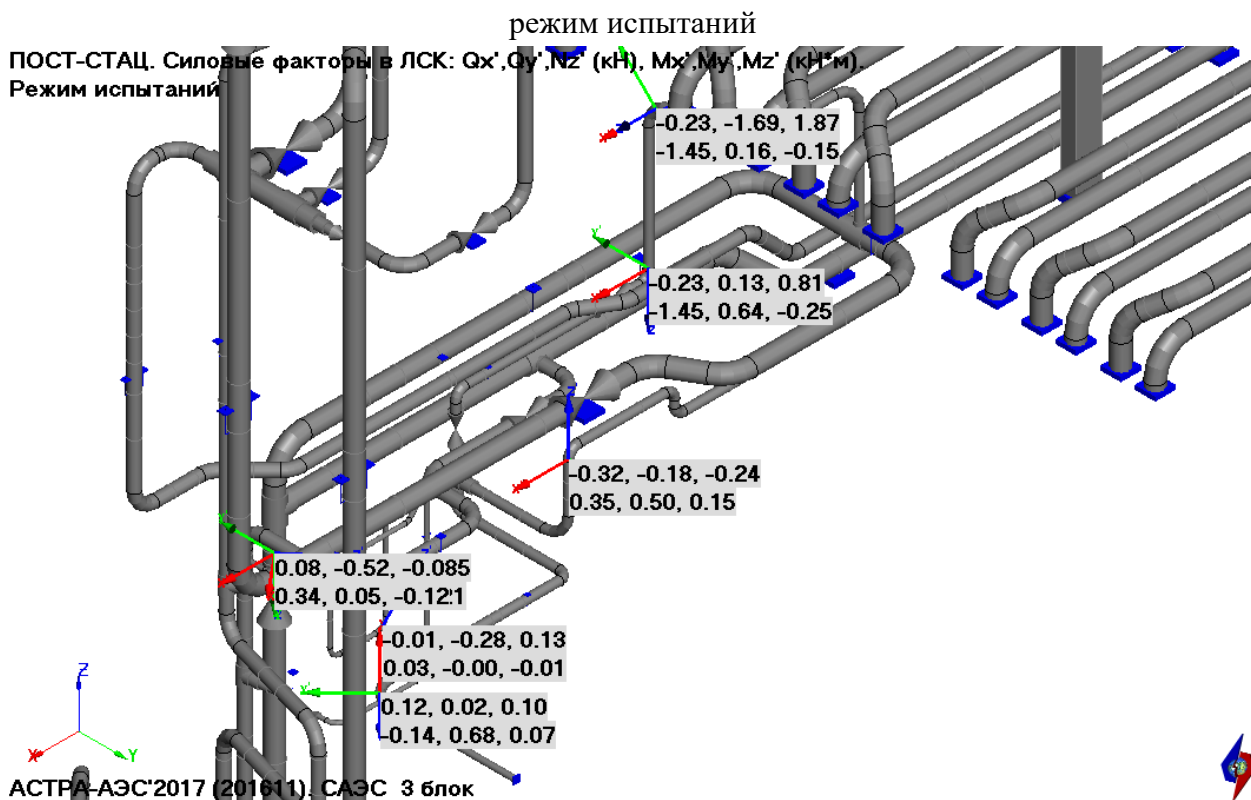 режим испытаний
ПОСТ-СТАЦ. Силовые факторы в ЛСК: Qx',Qy',Nz' (кН), Mx',My',Mz' (кН*м).
Режим испытаний
-0.23, -1.69, 1.87
-1.45, 0.16, -0.15
-0.23, 0.13, 0.81
-1.45, 0.64, -0.25
-0.32, -0.18, -0.24
0.35, 0.50, 0.15
0.08, -0.52, -0.085
0.34, 0.05,
-0.01, -0.28, 0.13
0.03, -0.00, -0.01
0.12, 0.02, 0.10
-0.14, 0.68, 0.07
Z
X
Y
АСТРА-АЭС'2017 (201611). САЭС 3 блок